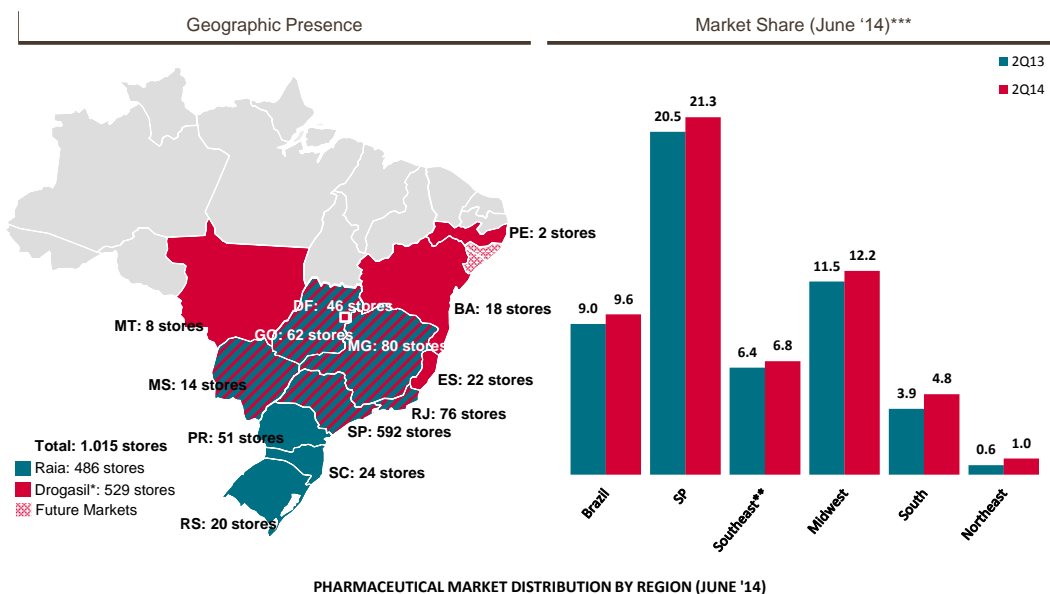 Geographic Presence
Market Share (June ‘14)***
2Q13
2Q14
PE: 2 stores
DF: 46 stores
BA: 18 stores
MT: 8 stores
GO: 62 stores
MG: 80 stores
MS: 14 stores
ES: 22 stores
RJ: 76 stores
SP: 592 stores
PR: 51 stores
Total: 1.015 stores
Raia: 486 stores
SC: 24 stores
Drogasil*: 529 stores
Future Markets
RS: 20 stores
9.0 9.6
20.5 21.3
6.4 6.8
11.5 12.2
3.9 4.8
0.6 1.0
Brazil
SP
Southeast**
Midwest
South
Northeast
PHARMACEUTICAL MARKET DISTRIBUTION BY REGION (JUNE '14)